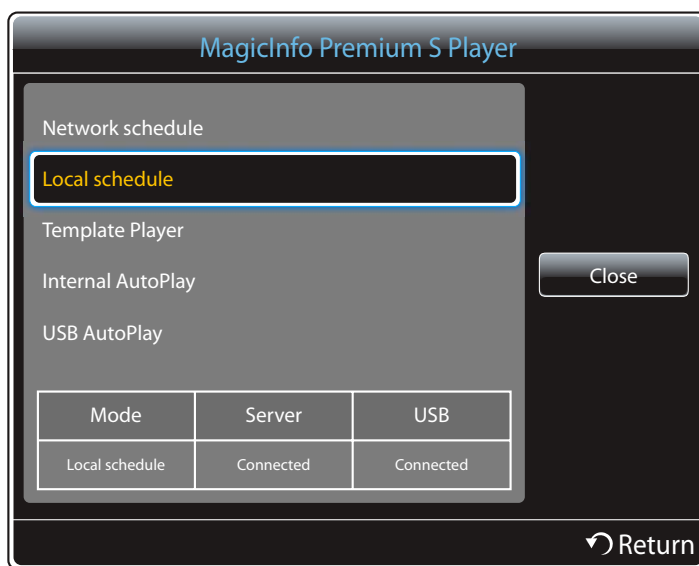 MagicInfo Premium S Player
Network schedule
Local schedule
Template Player
Internal AutoPlay
USB AutoPlay
Close
Mode Server USB
Local schedule Connected Connected
Return